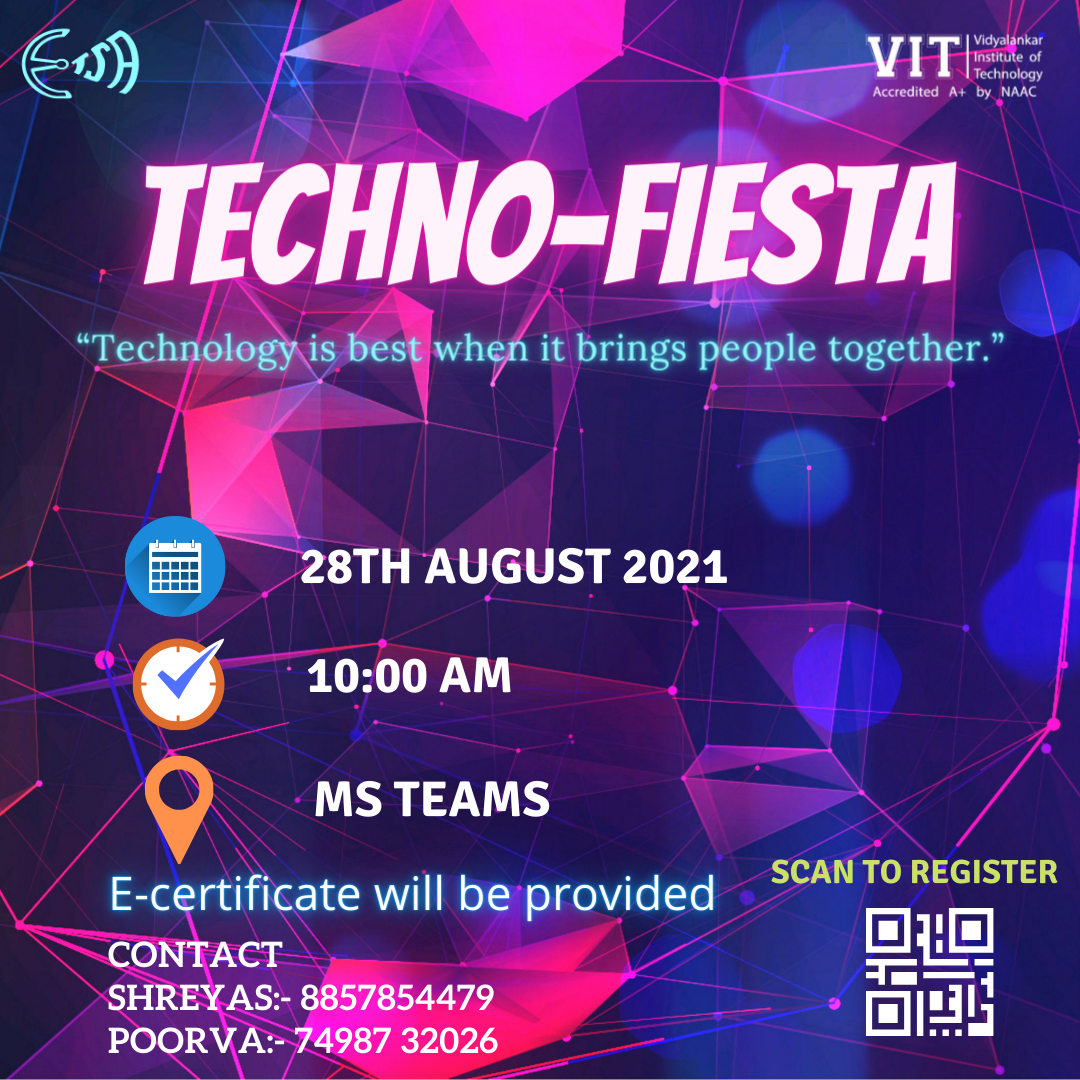 EISA
VIT
Vidyalankar
Institute of
Technology
Accredited A+ by NAAC
TECHNO-FIESTA
“Technology is best when it brings people together.”
28TH AUGUST 2021
10:00 AM
MS TEAMS
E-certificate will be provided
SCAN TO REGISTER
CONTACT
SHREYAS:- 8857854479
POORVA:- 74987 32026